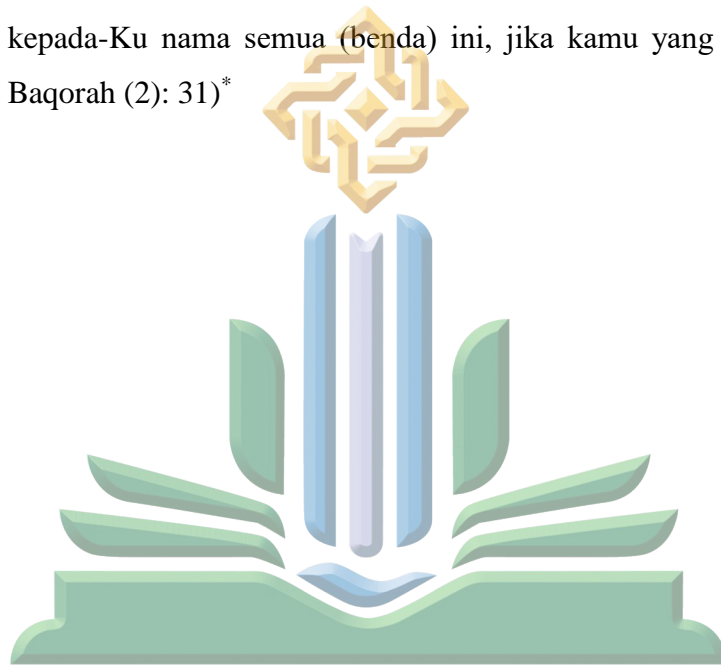 kepada-Ku nama semua (benda) ini, jika kamu yang
Baqorah (2): 31)*